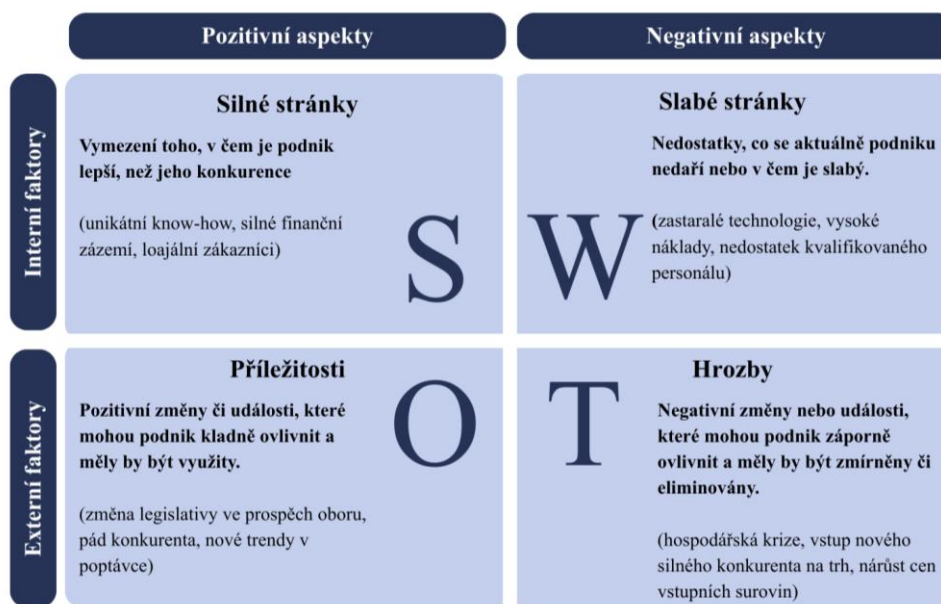 Pozitivní aspekty
Negativní aspekty
Interní faktory
Silné stránky
Vymezení toho, v čem je podnik
lepší, než jeho konkurence
(unikátní know-how, silné finanční
zázemí, loajální zákazníci)
S
Slabé stránky
Nedostatky, co se aktuálně podniku
nedaří nebo v čem je slabý.
(zastaralé technologie, vysoké
náklady, nedostatek kvalifikovaného
personálu)
W
Externí faktory
Příležitosti
Pozitivní změny či události, které
mohou podnik kladně ovlivnit a
měly by být využity.
(změna legislativy ve prospěch oboru,
pád konkurenta, nové trendy v
poptávce)
O
Hrozby
Negativní změny nebo události,
které mohou podnik záporně
ovlivnit a měly by být zmírněny či
eliminovány.
(hospodářská krize, vstup nového
silného konkurenta na trh, nárůst cen
vstupních surovin)
T